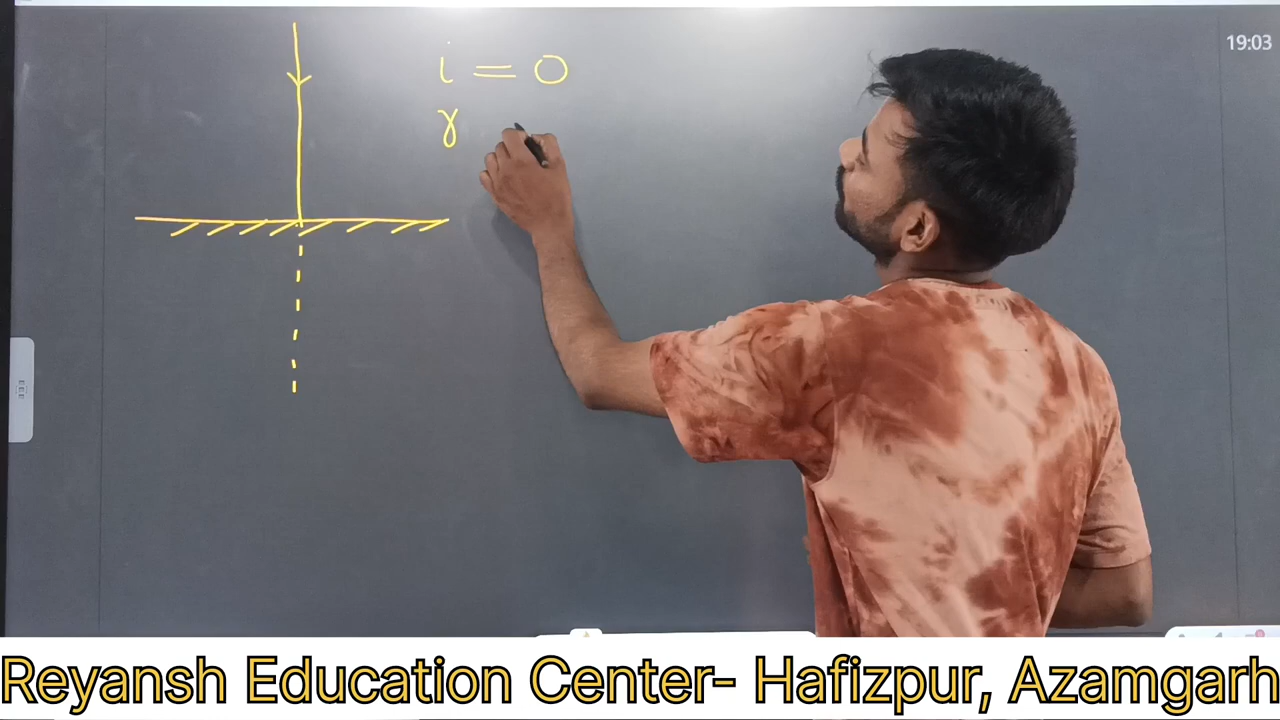 19:03
i = 0
r
Reyansh Education Center- Hafizpur, Azamgarh